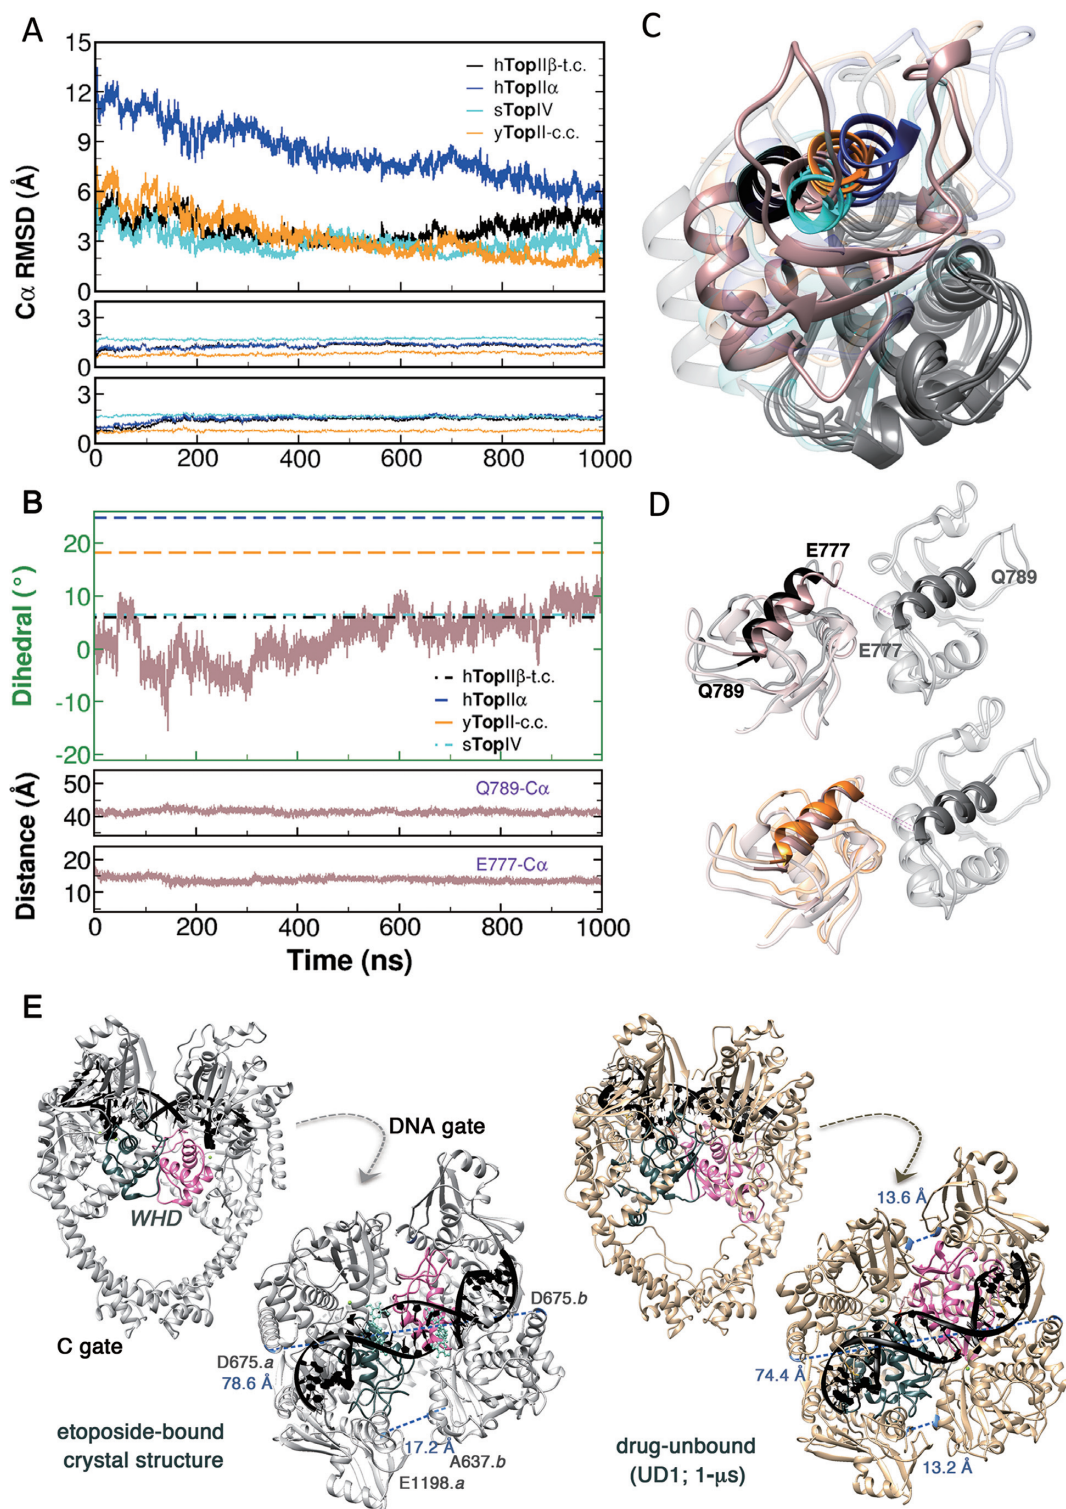 A
Cα RMSD (Å)
15
12
9
6
3
0
hTopIIβ-t.c.
hTopIIα
sTopIV
yTopII-c.c.
3
0
3
0
0 200 400 600 800 1000
B
Dihedral (°)
20
10
0
-10
-20
hTopIIβ-t.c.
hTopIIα
yTopII-c.c.
sTopIV
Distance (Å)
50
40
Q789-Cα
20
10
E777-Cα
0 200 400 600 800 1000
Time (ns)
C
D
E777
Q789
E777
Q789
E
DNA gate
WHD
C gate
D675.b
D675.a
78.6 Å
17.2 Å
A637.b
E1198.a
etoposide-bound
crystal structure
13.6 Å
74.4 Å
13.2 Å
drug-unbound
(UD1; 1-μs)